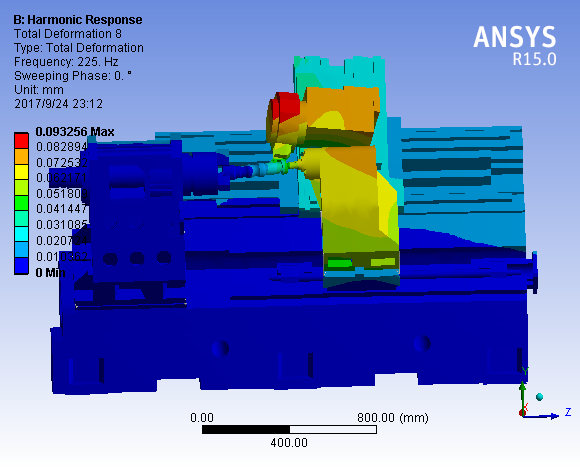 B: Harmonic Response
Total Deformation 8
Type: Total Deformation
Frequency: 225. Hz
Sweeping Phase: 0. °
Unit: mm
2017/9/24 23:12
ANSYS
R15.0
0.093256 Max
0.082894
0.072532
0.051808
0.041447
0.031085
0 Min
0.00
800.00 (mm)
400.00
Y
X
Z